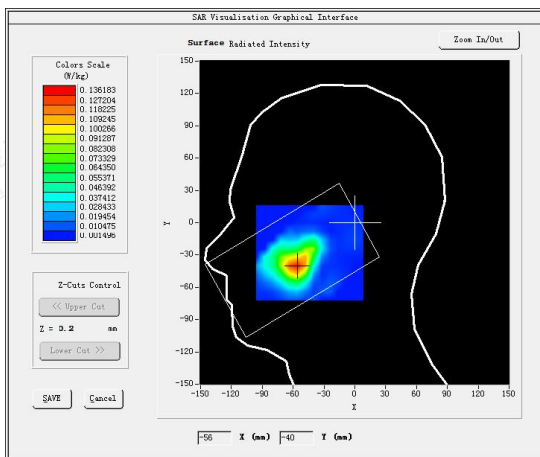 SAR Visualisation Graphical Interface
Surface Radiated Intensity
Zoom In/Out
Colors Scale
(W/kg)
0.136183
0.127204
0.118225
0.109245
0.100266
0.091287
0.082308
0.073329
0.064350
0.055371
0.046392
0.037412
0.028433
0.019454
0.010475
0.001496
Z-Cuts Control
<< Upper Cut
Z = 3.2 mm
Lower Cut >>
SAVE
Cancel
150
120
90
60
30
0
-30
-60
-90
-120
-150
Y
-150 -120 -90 -60 -30 0 30 60 90 120 150
X
-56 X (mm) -40 Y (mm)